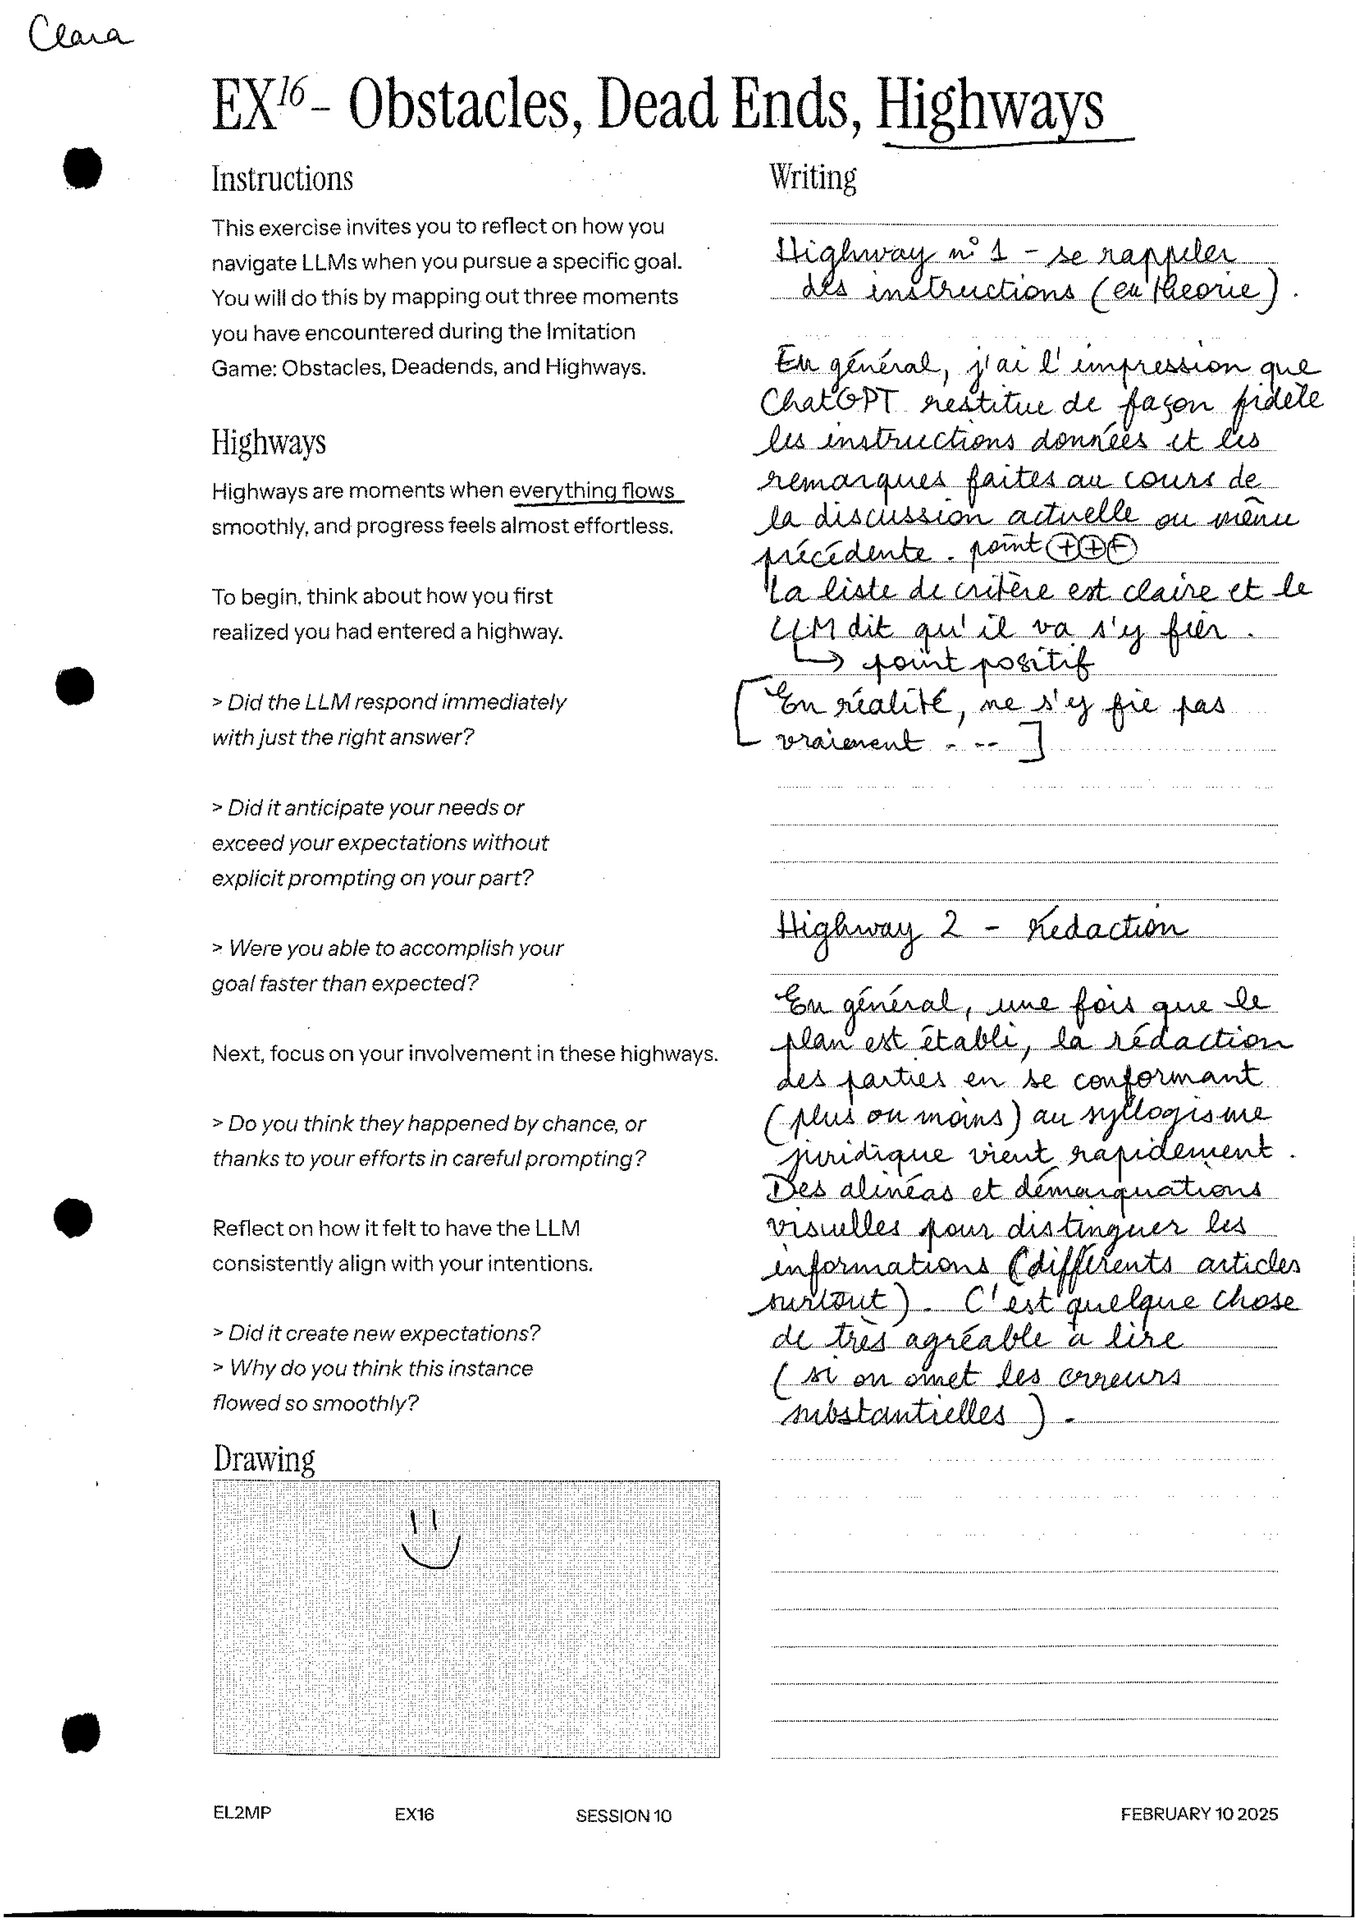 Clara
EX16 – Obstacles, Dead Ends, Highways
Instructions
This exercise invites you to reflect on how you
navigate LLMs when you pursue a specific goal.
You will do this by mapping out three moments
you have encountered during the Imitation
Game: Obstacles, Deadends, and Highways.
Highways
Highways are moments when everything flows
smoothly, and progress feels almost effortless.
To begin, think about how you first
realized you had entered a highway.
> Did the LLM respond immediately
with just the right answer?
> Did it anticipate your needs or
exceed your expectations without
explicit prompting on your part?
> Were you able to accomplish your
goal faster than expected?
Next, focus on your involvement in these highways.
> Do you think they happened by chance, or
thanks to your efforts in careful prompting?
Reflect on how it felt to have the LLM
consistently align with your intentions.
> Did it create new expectations?
> Why do you think this instance
flowed so smoothly?
Drawing
Writing
Highway n° 1 - se rappeler
des instructions (en théorie).
En général, j'ai l'impression que
ChatGPT restitue de façon fidèle
les instructions données et les
remarques faites au cours de
la discussion actuelle ou même
précédente. point + + +
La liste de critère est claire et le
LLM dit qu'il va s'y fier.
↳ point positif
[En réalité, ne s'y fie pas
vraiment - --]
Highway 2 - Rédaction
En général, une fois que le
plan est établi, la rédaction
des parties en se conformant
(plus ou moins) au syllogisme
juridique vient rapidement.
Des alinéas et démarquations
visuelles pour distinguer les
informations (différents articles
surtout). C'est quelque chose
de très agréable à lire
(si on omet les erreurs
substantielles).
EL2MP EX16 SESSION 10 FEBRUARY 10 2025